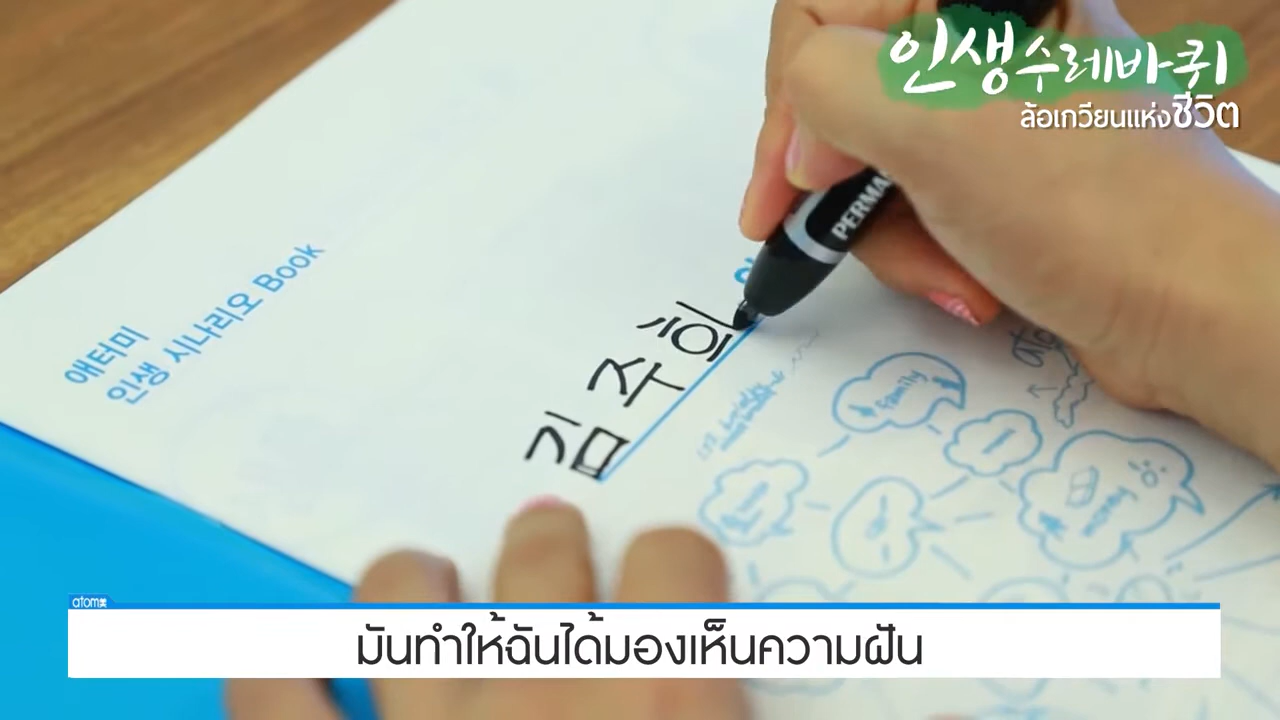 인생수레바퀴
ล้อเกวียนแห่งชีวิต
PERMA
애터미
인생 시나리오 Book
김주희
family
money
atom美
มันทำให้ฉันได้มองเห็นความฝัน